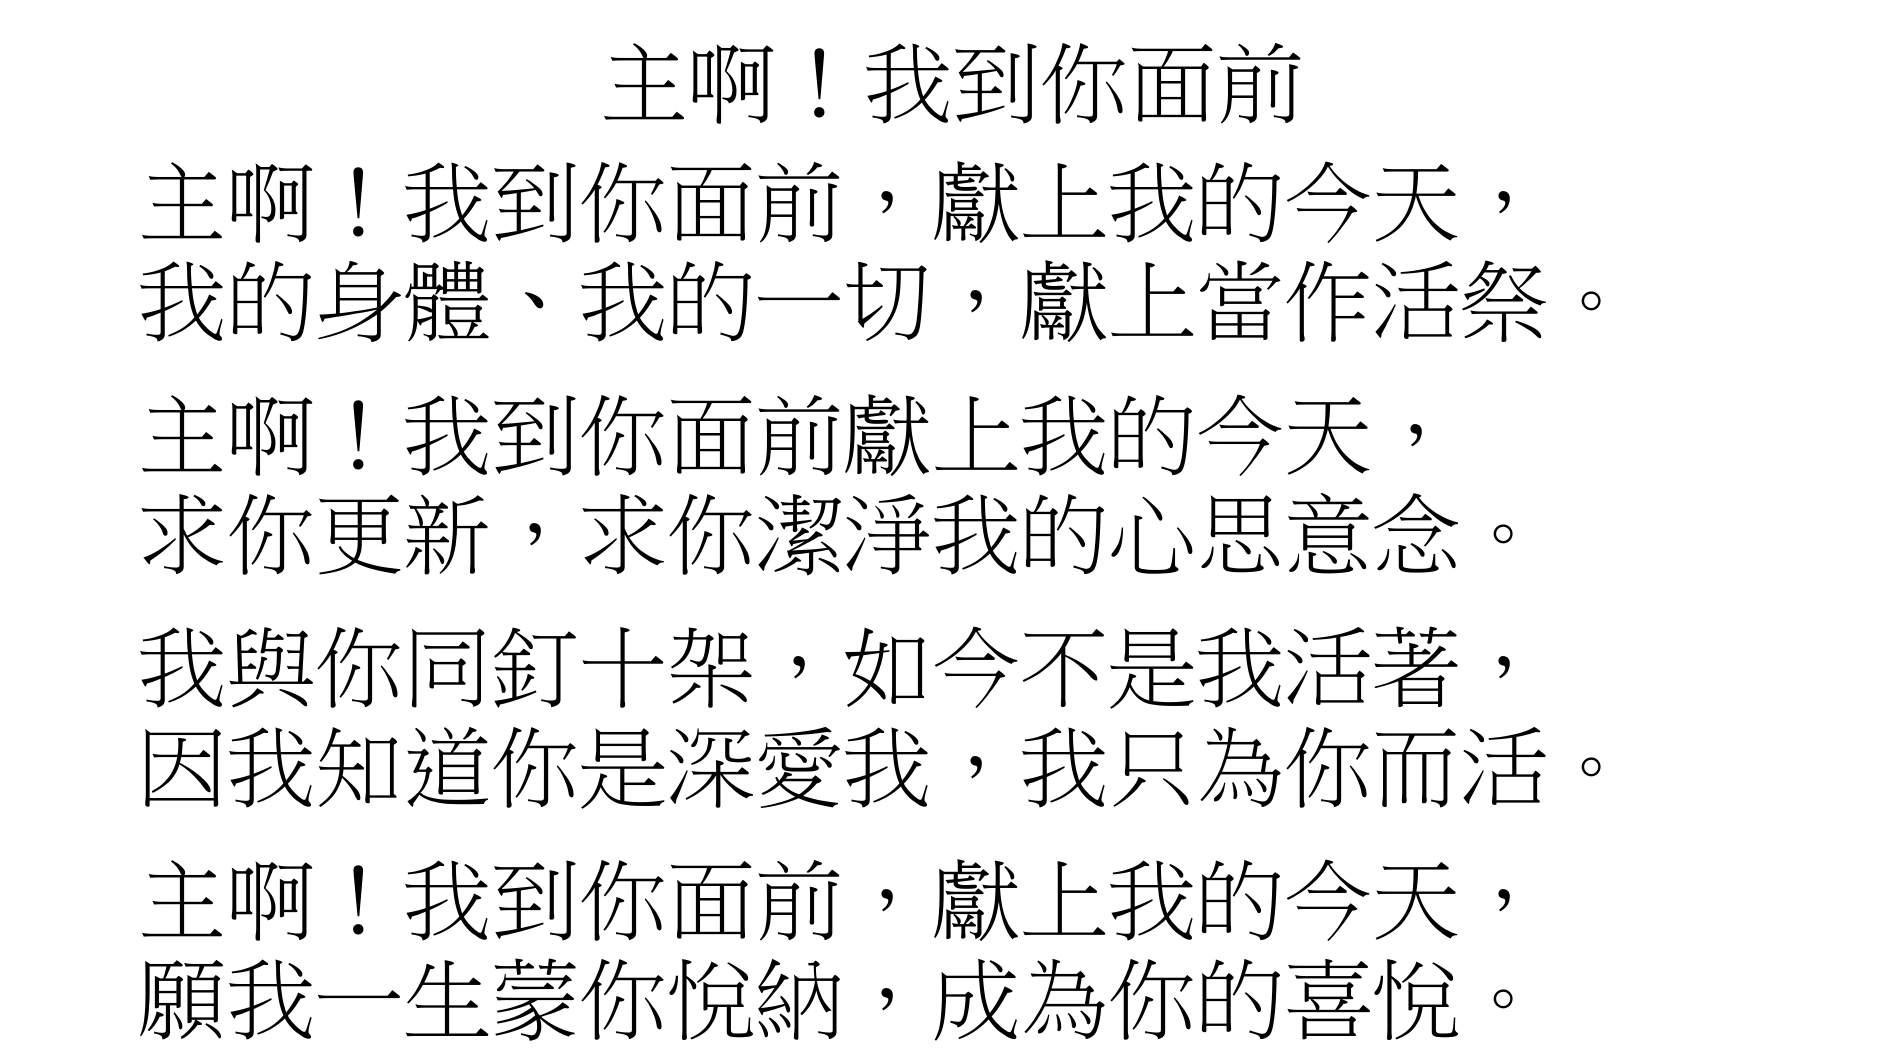 主啊！我到你面前
主啊！我到你面前，獻上我的今天，
我的身體、我的一切，獻上當作活祭。
主啊！我到你面前獻上我的今天，
求你更新，求你潔淨我的心思意念。
我與你同釘十架，如今不是我活著，
因我知道你是深愛我，我只為你而活。
主啊！我到你面前，獻上我的今天，
願我一生蒙你悅納，成為你的喜悅。